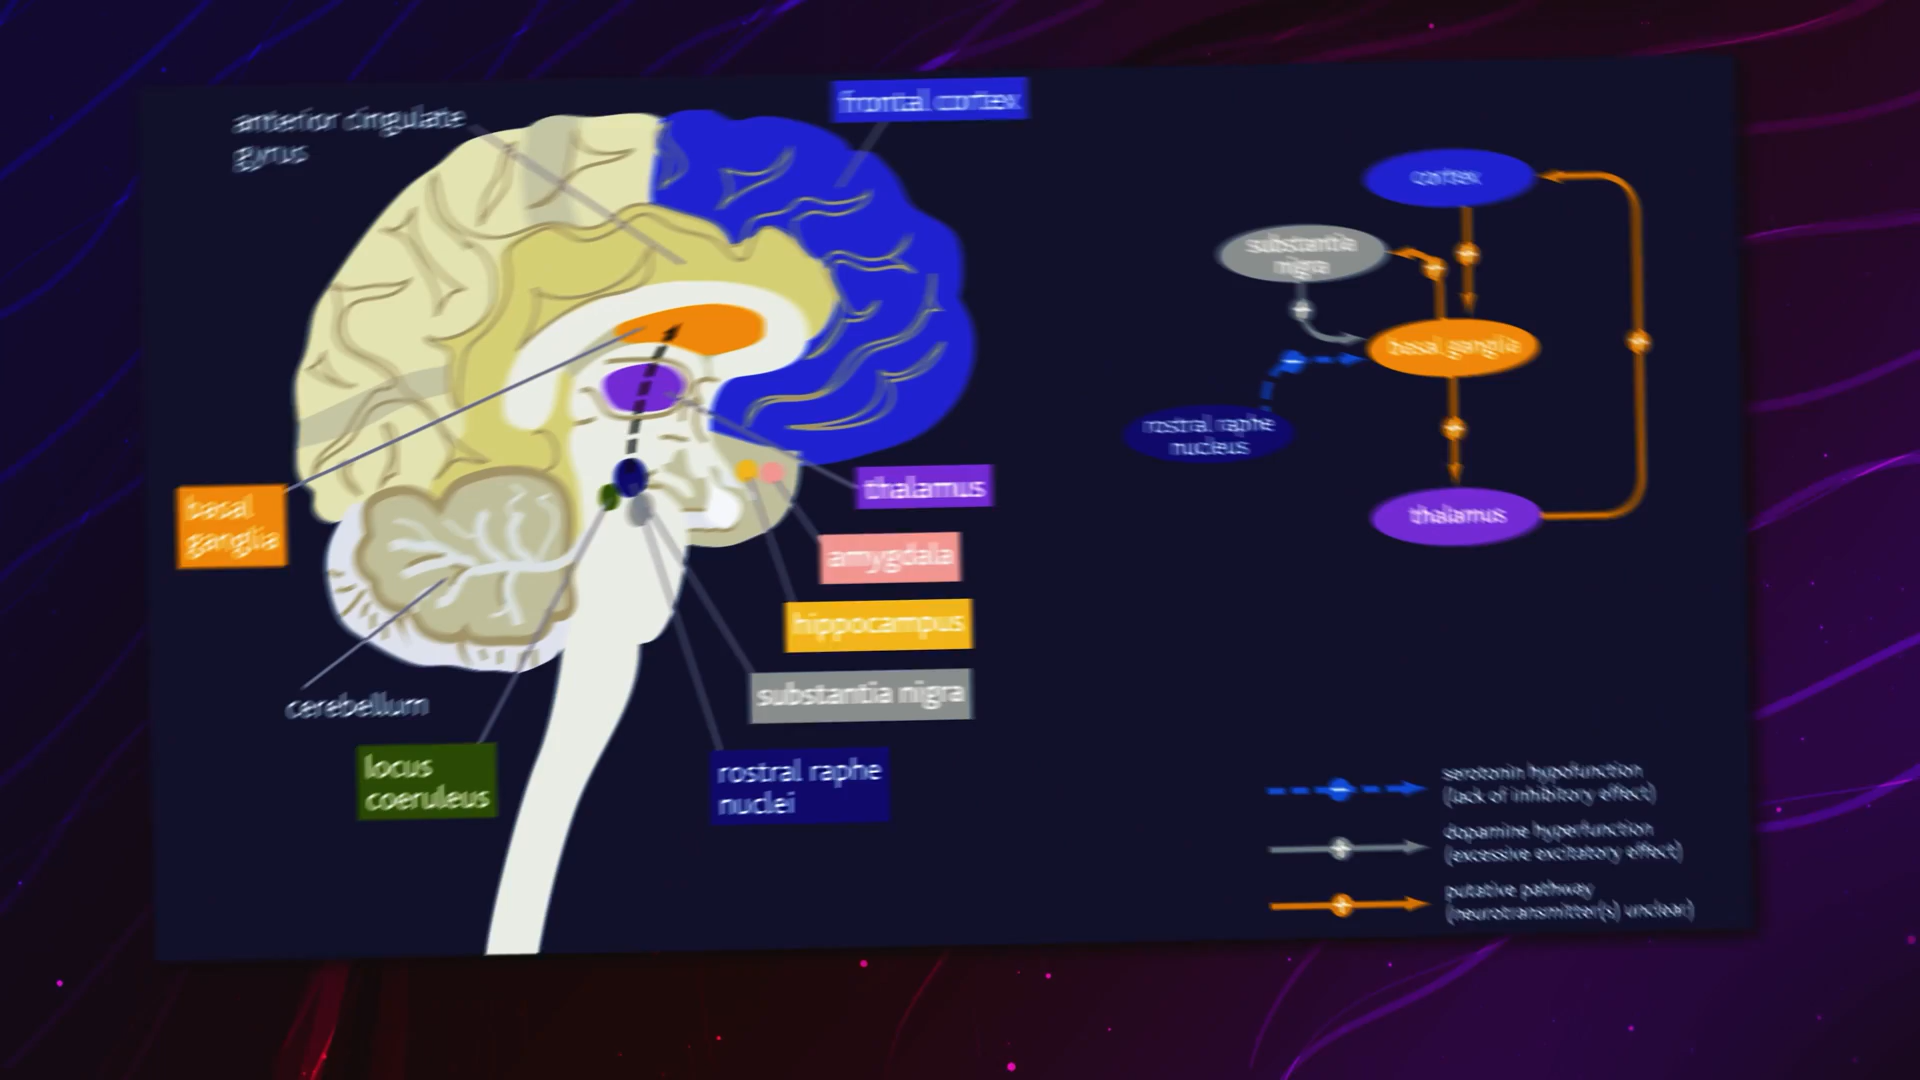 anterior cingulate
gyrus
frontal cortex
basal
ganglia
cerebellum
locus
coeruleus
thalamus
amygdala
hippocampus
substantia nigra
rostral raphe
nuclei
cortex
substantia
nigra
basal ganglia
rostral raphe
nucleus
thalamus
serotonin hypofunction
(lack of inhibitory effect)
dopamine hyperfunction
(excessive excitatory effect)
putative pathway
(neurotransmitter(s) unclear)